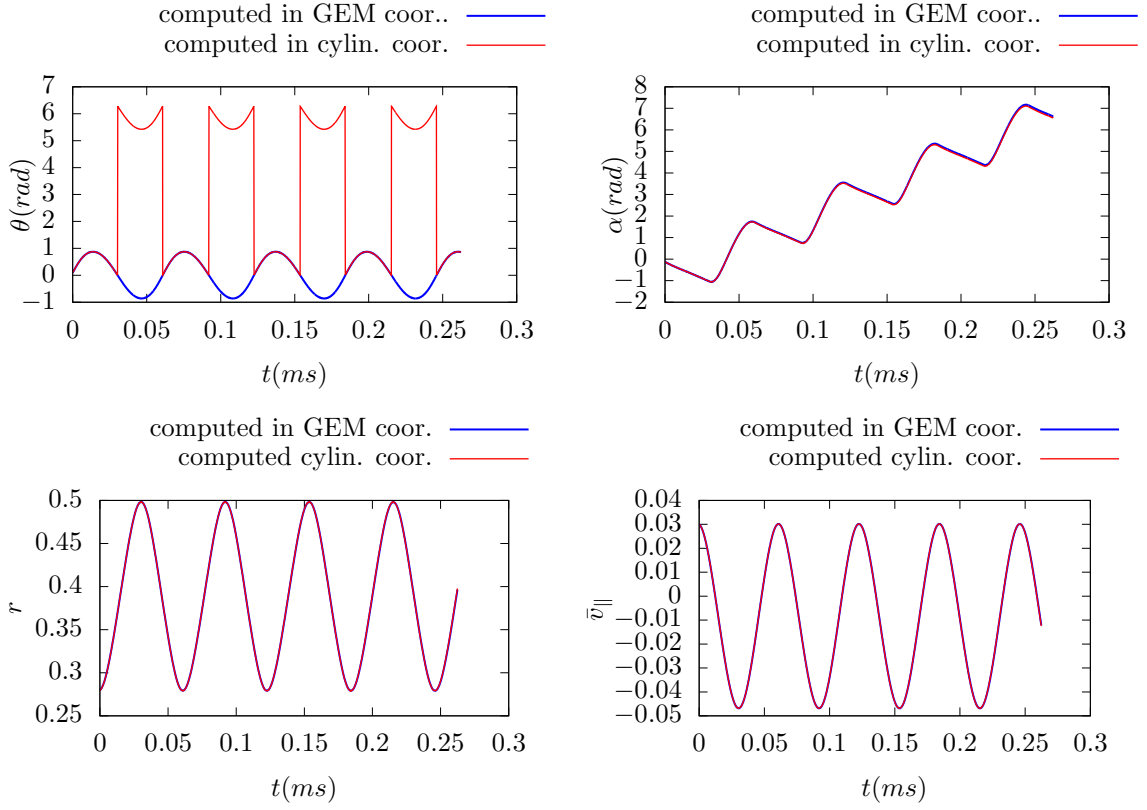 computed in GEM coor..
computed in cylin. coor.
7
6
5
4
3
2
1
0
−1
θ(rad)
0 0.05 0.1 0.15 0.2 0.25 0.3
t(ms)
computed in GEM coor..
computed in cylin. coor.
8
7
6
5
4
3
2
1
0
−1
−2
α(rad)
0 0.05 0.1 0.15 0.2 0.25 0.3
t(ms)
computed in GEM coor.
computed cylin. coor.
0.5
0.45
0.4
0.35
0.3
0.25
r
0 0.05 0.1 0.15 0.2 0.25 0.3
t(ms)
computed in GEM coor.
computed cylin. coor.
0.04
0.03
0.02
0.01
0
−0.01
−0.02
−0.03
−0.04
−0.05
v̄∥
0 0.05 0.1 0.15 0.2 0.25 0.3
t(ms)